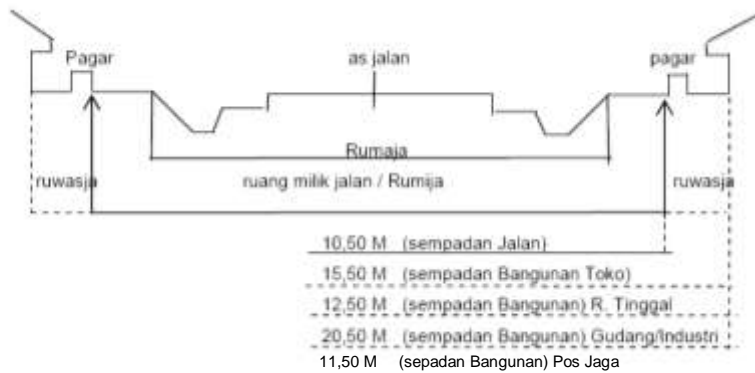 Pagar as jalan pagar
Rumaja
ruwasja ruang milik jalan / Rumija ruwasja
10,50 M (sempadan Jalan)
15,50 M (sempadan Bangunan Toko)
12,50 M (sempadan Bangunan) R. Tinggal
20,50 M (sempadan Bangunan) Gudang/Industri
11,50 M (sepadan Bangunan) Pos Jaga